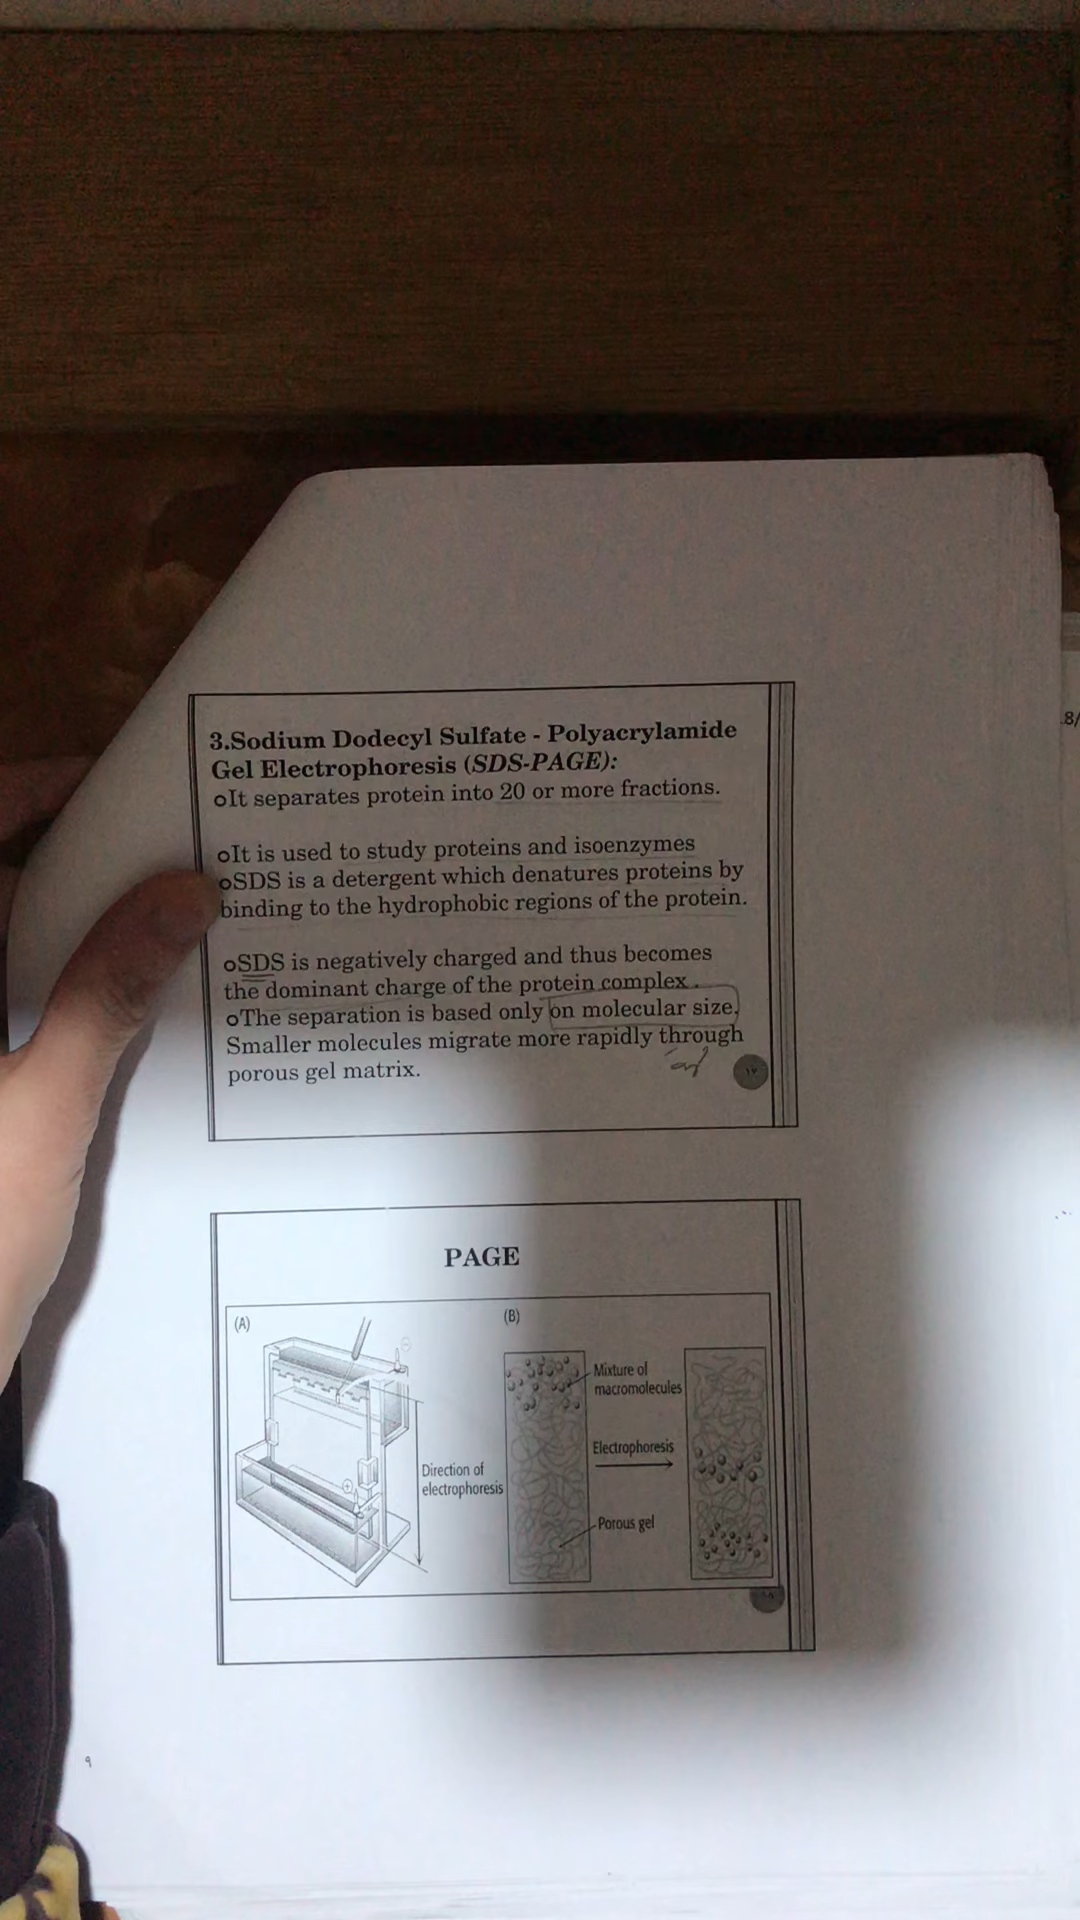 3.Sodium Dodecyl Sulfate - Polyacrylamide
Gel Electrophoresis (SDS-PAGE):
oIt separates protein into 20 or more fractions.
oIt is used to study proteins and isoenzymes
oSDS is a detergent which denatures proteins by
binding to the hydrophobic regions of the protein.
oSDS is negatively charged and thus becomes
the dominant charge of the protein complex.
oThe separation is based only on molecular size.
Smaller molecules migrate more rapidly through
porous gel matrix.
PAGE
(A)
(B)
Mixture of
macromolecules
Electrophoresis
Direction of
electrophoresis
Porous gel
9
8/